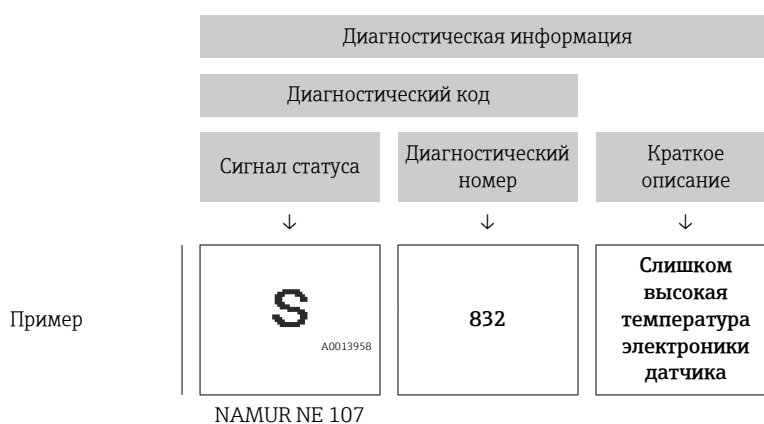 Диагностическая информация
Диагностический код
Сигнал статуса
Диагностический
номер
Краткое
описание
↓ ↓ ↓
Пример
S
A0013958
832
Слишком
высокая
температура
электроники
датчика
NAMUR NE 107